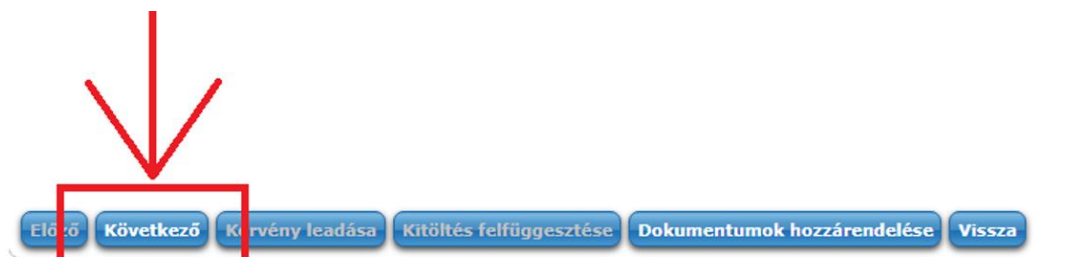 Előző Következő Kérvény leadása Kitöltés felfüggesztése Dokumentumok hozzárendelése Vissza